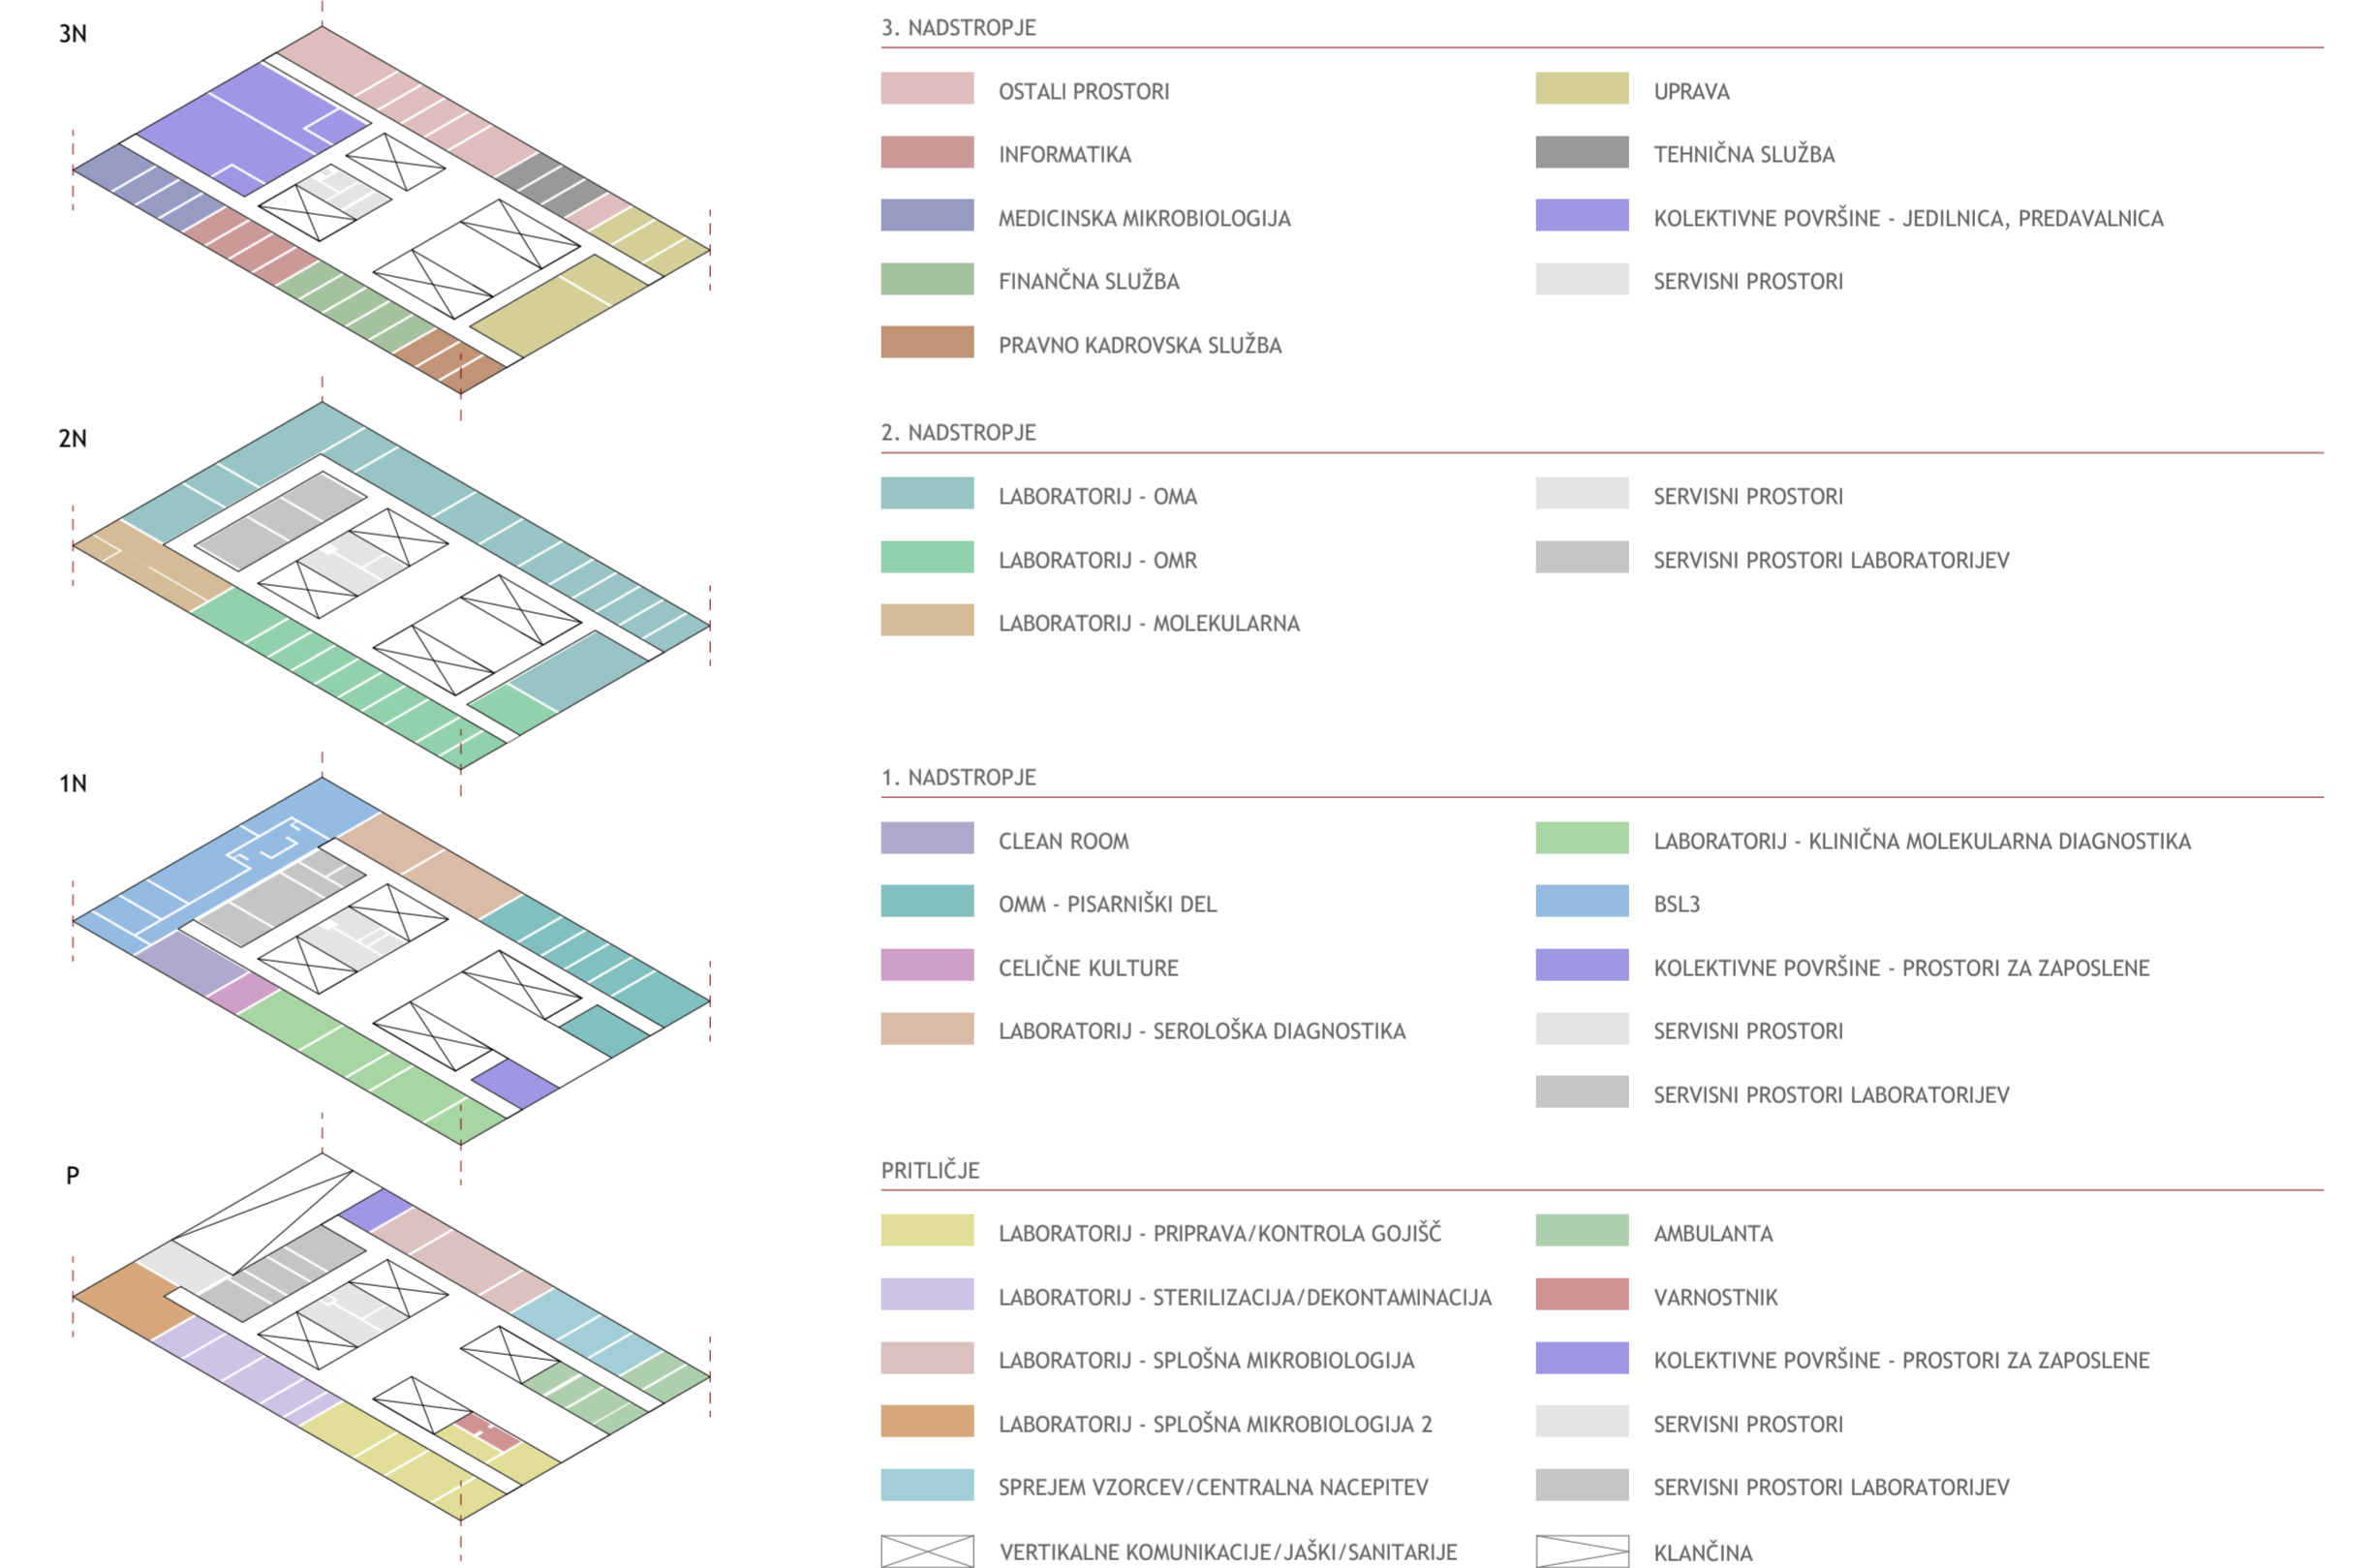 3N
3. NADSTROPJE
OSTALI PROSTORI
INFORMATIKA
MEDICINSKA MIKROBIOLOGIJA
FINANČNA SLUŽBA
PRAVNO KADROVSKA SLUŽBA
UPRAVA
TEHNIČNA SLUŽBA
KOLEKTIVNE POVRŠINE - JEDILNICA, PREDAVALNICA
SERVISNI PROSTORI
2N
2. NADSTROPJE
LABORATORIJ - OMA
LABORATORIJ - OMR
LABORATORIJ - MOLEKULARNA
SERVISNI PROSTORI
SERVISNI PROSTORI LABORATORIJEV
1N
1. NADSTROPJE
CLEAN ROOM
OMM - PISARNIŠKI DEL
CELIČNE KULTURE
LABORATORIJ - SEROLOŠKA DIAGNOSTIKA
LABORATORIJ - KLINIČNA MOLEKULARNA DIAGNOSTIKA
BSL3
KOLEKTIVNE POVRŠINE - PROSTORI ZA ZAPOSLENE
SERVISNI PROSTORI
SERVISNI PROSTORI LABORATORIJEV
P
PRITLIČJE
LABORATORIJ - PRIPRAVA/KONTROLA GOJIŠČ
LABORATORIJ - STERILIZACIJA/DEKONTAMINACIJA
LABORATORIJ - SPLOŠNA MIKROBIOLOGIJA
LABORATORIJ - SPLOŠNA MIKROBIOLOGIJA 2
SPREJEM VZORCEV/CENTRALNA NACEPITEV
VERTIKALNE KOMUNIKACIJE/JAŠKI/SANITARIJE
AMBULANTA
VARNOSTNIK
KOLEKTIVNE POVRŠINE - PROSTORI ZA ZAPOSLENE
SERVISNI PROSTORI
SERVISNI PROSTORI LABORATORIJEV
KLANČINA